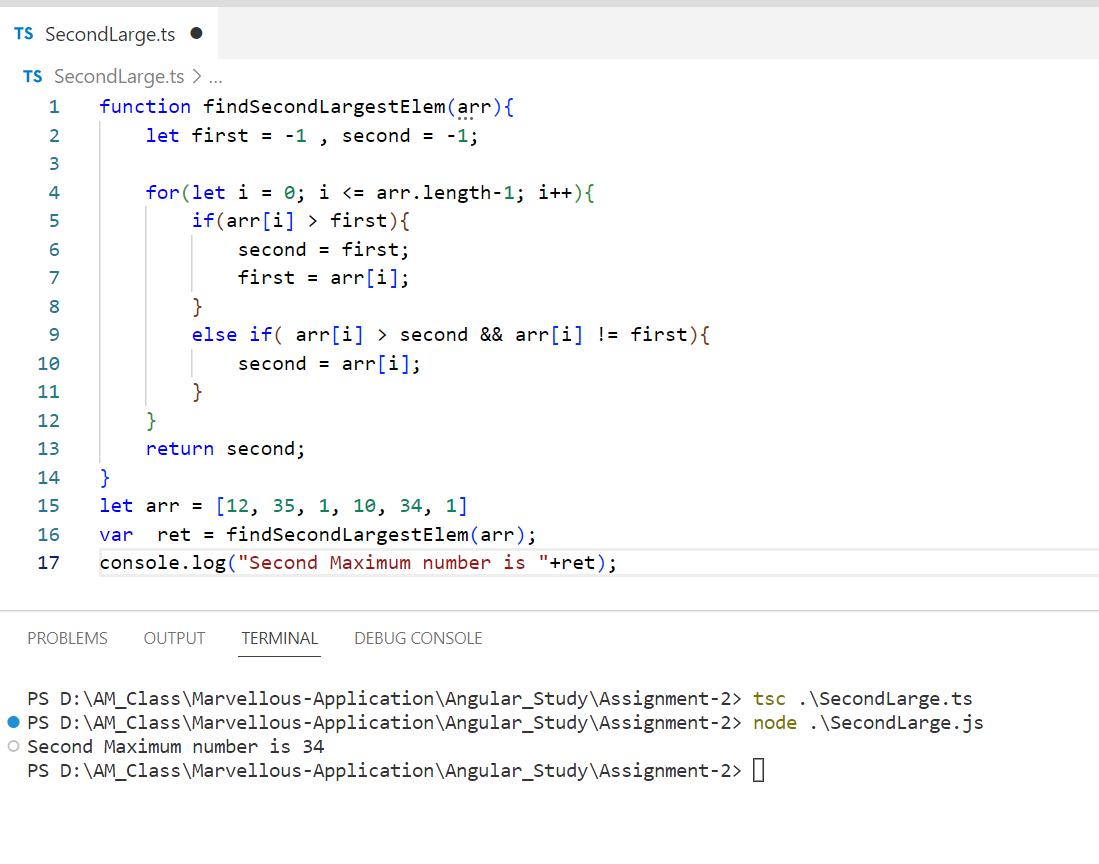 TS SecondLarge.ts ●
TS SecondLarge.ts > ...
1 function findSecondLargestElem(arr){
2     let first = -1 , second = -1;
3
4     for(let i = 0; i <= arr.length-1; i++){
5         if(arr[i] > first){
6             second = first;
7             first = arr[i];
8         }
9         else if( arr[i] > second && arr[i] != first){
10             second = arr[i];
11         }
12     }
13     return second;
14 }
15 let arr = [12, 35, 1, 10, 34, 1]
16 var  ret = findSecondLargestElem(arr);
17 console.log("Second Maximum number is "+ret);
PROBLEMS OUTPUT TERMINAL DEBUG CONSOLE
PS D:\AM_Class\Marvellous-Application\Angular_Study\Assignment-2> tsc .\SecondLarge.ts
PS D:\AM_Class\Marvellous-Application\Angular_Study\Assignment-2> node .\SecondLarge.js
Second Maximum number is 34
PS D:\AM_Class\Marvellous-Application\Angular_Study\Assignment-2>